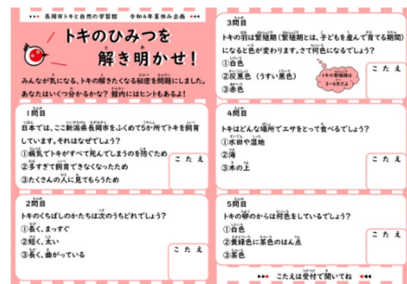 長岡市トキと自然の学習館 令和4年夏休み企画
トキのひみつを
解き明かせ!
みんなが気になる、トキの解きたくなる秘密を問題にしました。
あなたはいくつ分かるかな? 館内にはヒントもあるよ!
1問目
日本では、ここ新潟県長岡市をふくめて5か所でトキを飼育
しています。それはなぜでしょう?
①病気でトキがすべて死んでしまうのを防ぐため
②多すぎて飼育できなくなったため
③たくさんの人に見てもらうため
こたえ
2問目
トキのくちばしのかたちは次のうちどれでしょう?
①長く、まっすぐ
②短く、太い
③長く、曲がっている
こたえ
3問目
トキの羽は繁殖期(繁殖期とは、子どもを産んで育てる期間)
になると色が変わります。さて何色になるでしょう?
①白色
②灰黒色(うすい黒色)
③赤色
トキの繁殖期は
3~6月だよ
こたえ
4問目
トキはどんな場所でエサをとって食べるでしょう?
①水田や湿地
②滝
③木の上
こたえ
5問目
トキの卵のからは何色をしているでしょう?
①白色
②黄緑色に茶色のはん点
③茶色
こたえ
こたえは受付で聞いてね